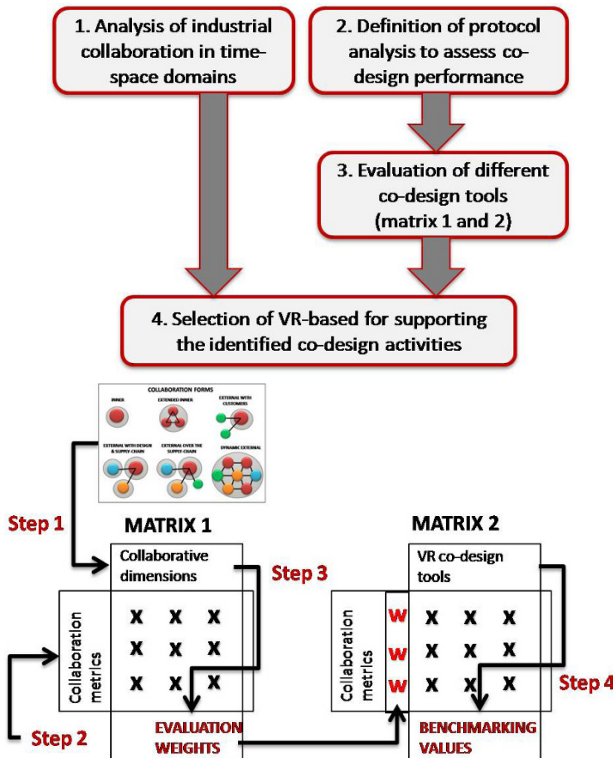 1. Analysis of industrial
collaboration in time-
space domains
2. Definition of protocol
analysis to assess co-
design performance
3. Evaluation of different
co-design tools
(matrix 1 and 2)
4. Selection of VR-based for supporting
the identified co-design activities
COLLABORATION FORMS
INNER
EXTENDED INNER
EXTERNAL WITH
CUSTOMERS
EXTERNAL WITH DESIGN
& SUPPLY-CHAIN
EXTERNAL OVER THE
SUPPLY-CHAIN
DYNAMIC EXTERNAL
Step 1
MATRIX 1
Collaborative
dimensions
Step 3
Collaboration
metrics
X X X
X X X
X X X
Step 2
EVALUATION
WEIGHTS
MATRIX 2
VR co-design
tools
Collaboration
metrics
W X X X
W X X X
W X X X
Step 4
BENCHMARKING
VALUES